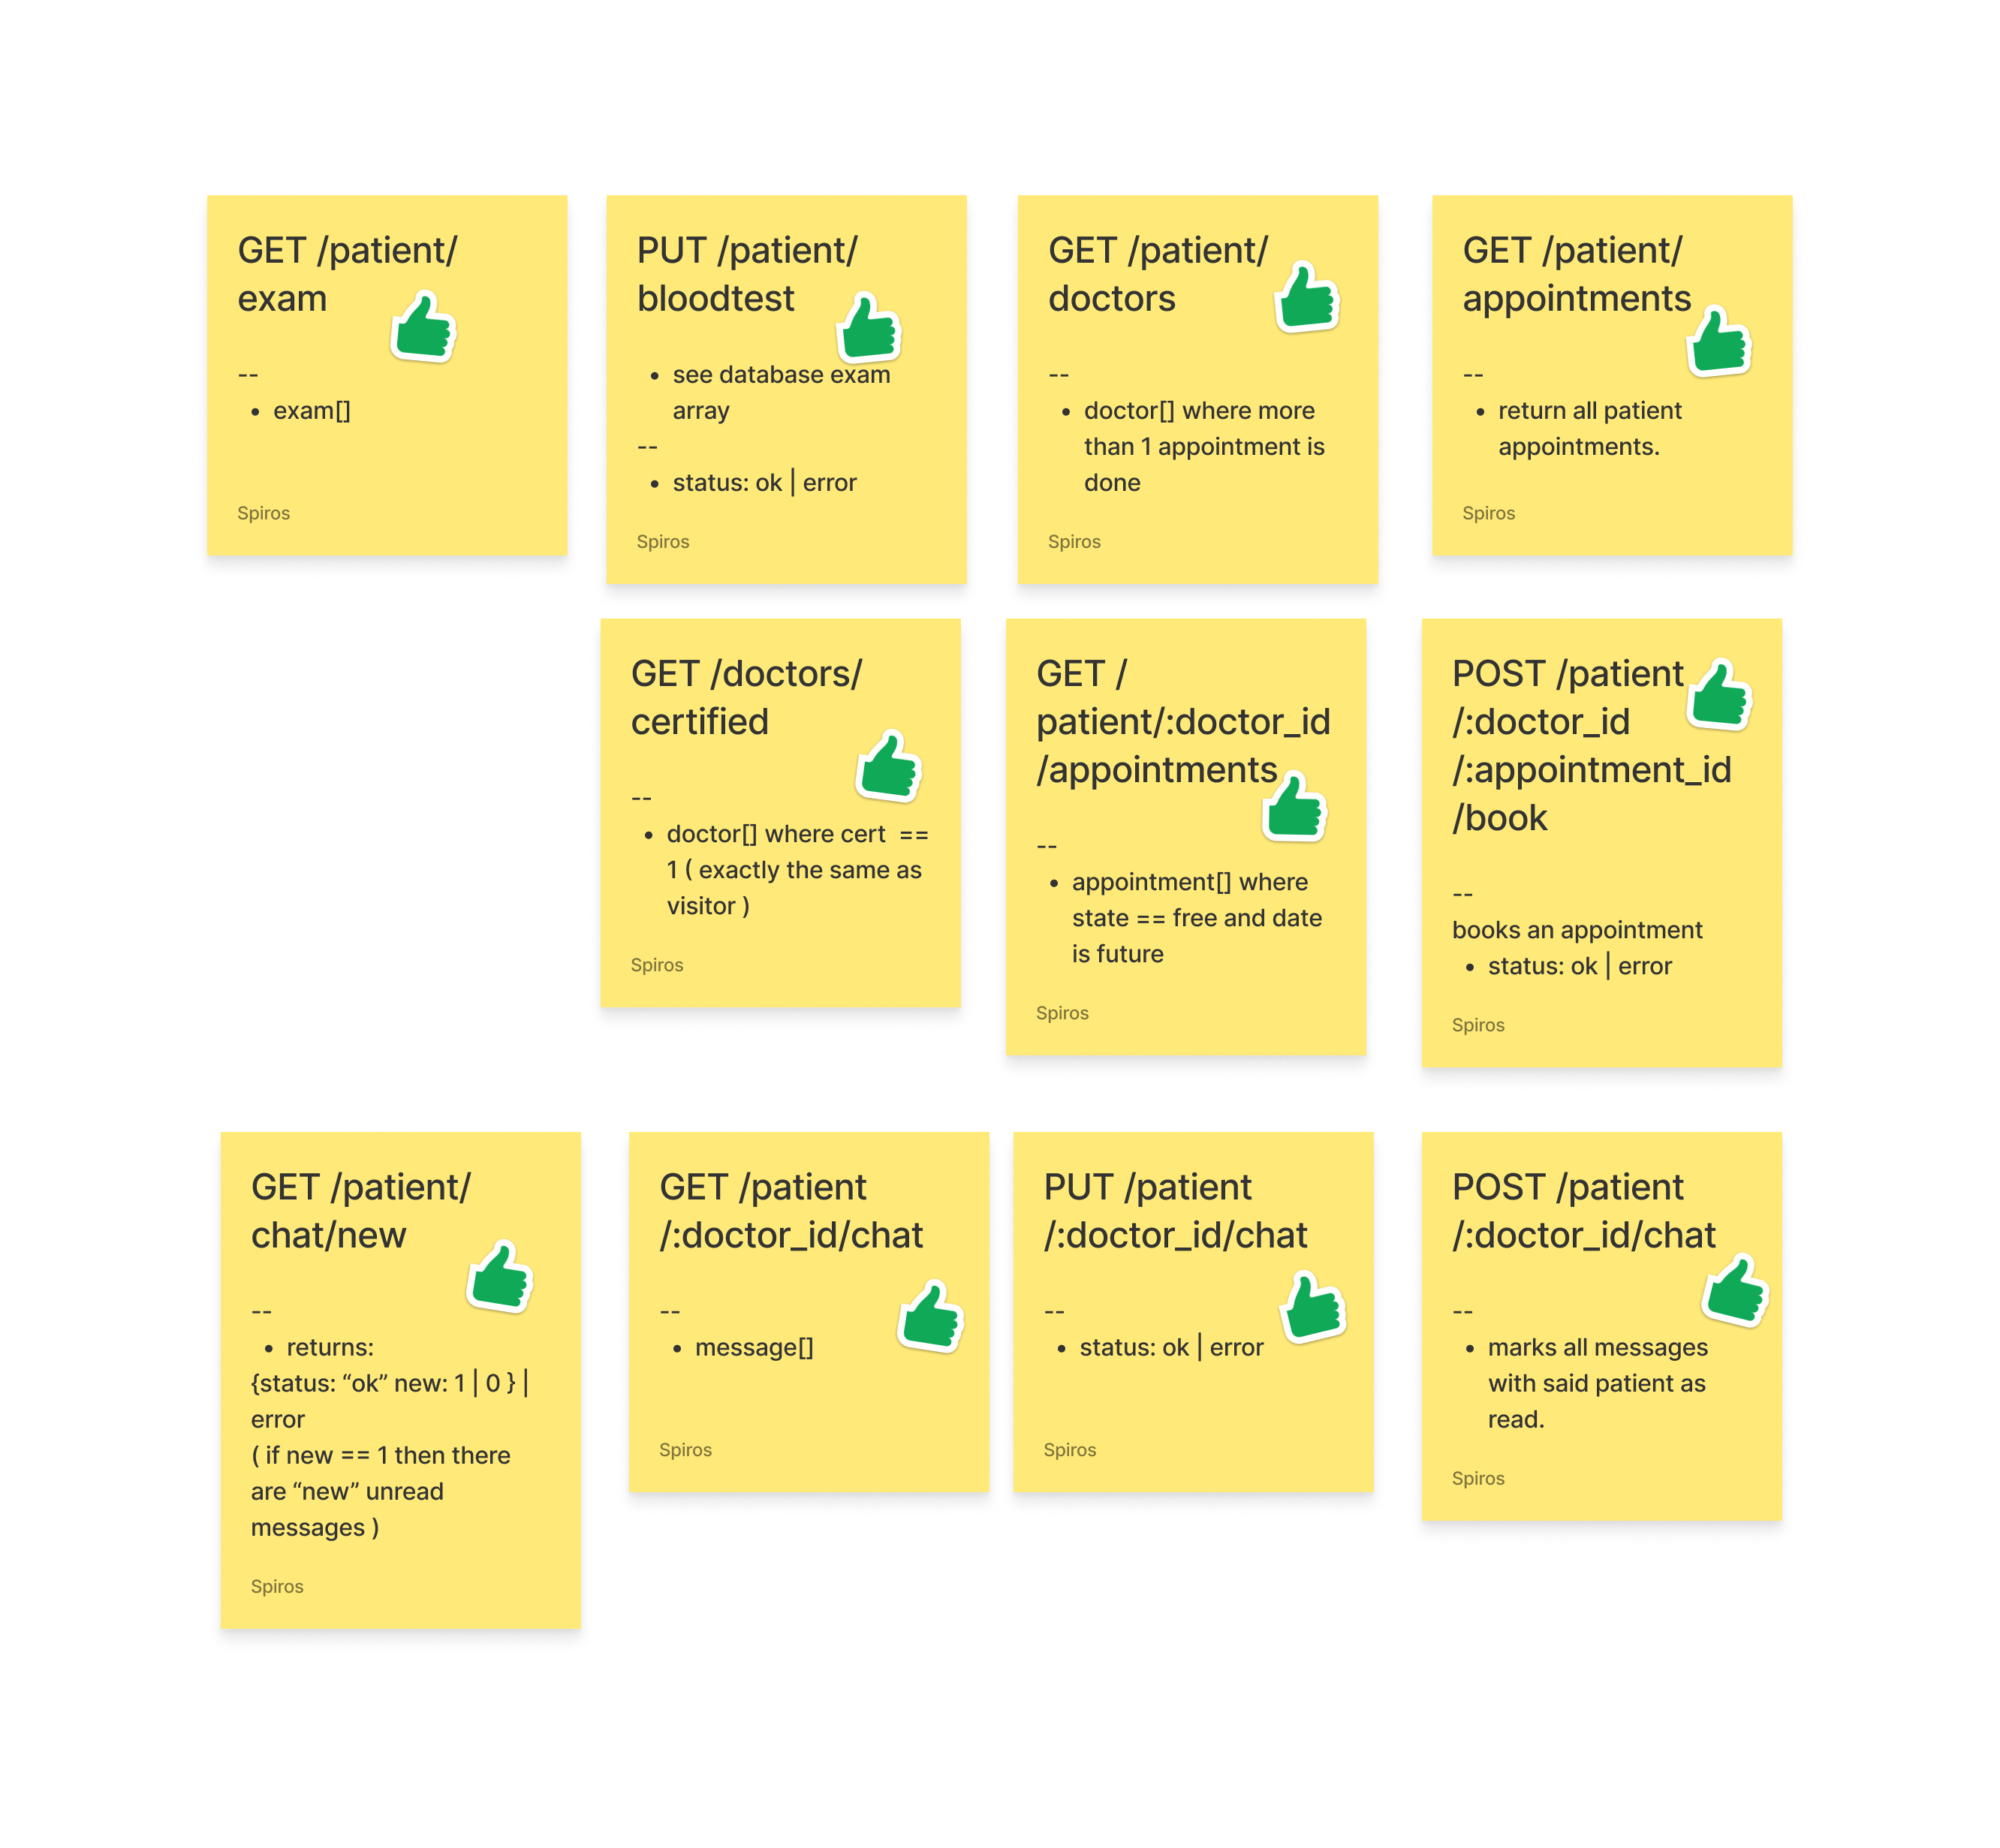 GET /patient/
exam
--
• exam[]
Spiros
PUT /patient/
bloodtest
• see database exam
array
--
• status: ok | error
Spiros
GET /patient/
doctors
--
• doctor[] where more
than 1 appointment is
done
Spiros
GET /patient/
appointments
--
• return all patient
appointments.
Spiros
GET /doctors/
certified
--
• doctor[] where cert  ==
1 ( exactly the same as
visitor )
Spiros
GET /
patient/:doctor_id
/appointments
--
• appointment[] where
state == free and date
is future
Spiros
POST /patient
/:doctor_id
/:appointment_id
/book
--
books an appointment
• status: ok | error
Spiros
GET /patient/
chat/new
--
• returns:
{status: “ok” new: 1 | 0 } |
error
( if new == 1 then there
are “new” unread
messages )
Spiros
GET /patient
/:doctor_id/chat
--
• message[]
Spiros
PUT /patient
/:doctor_id/chat
--
• status: ok | error
Spiros
POST /patient
/:doctor_id/chat
--
• marks all messages
with said patient as
read.
Spiros